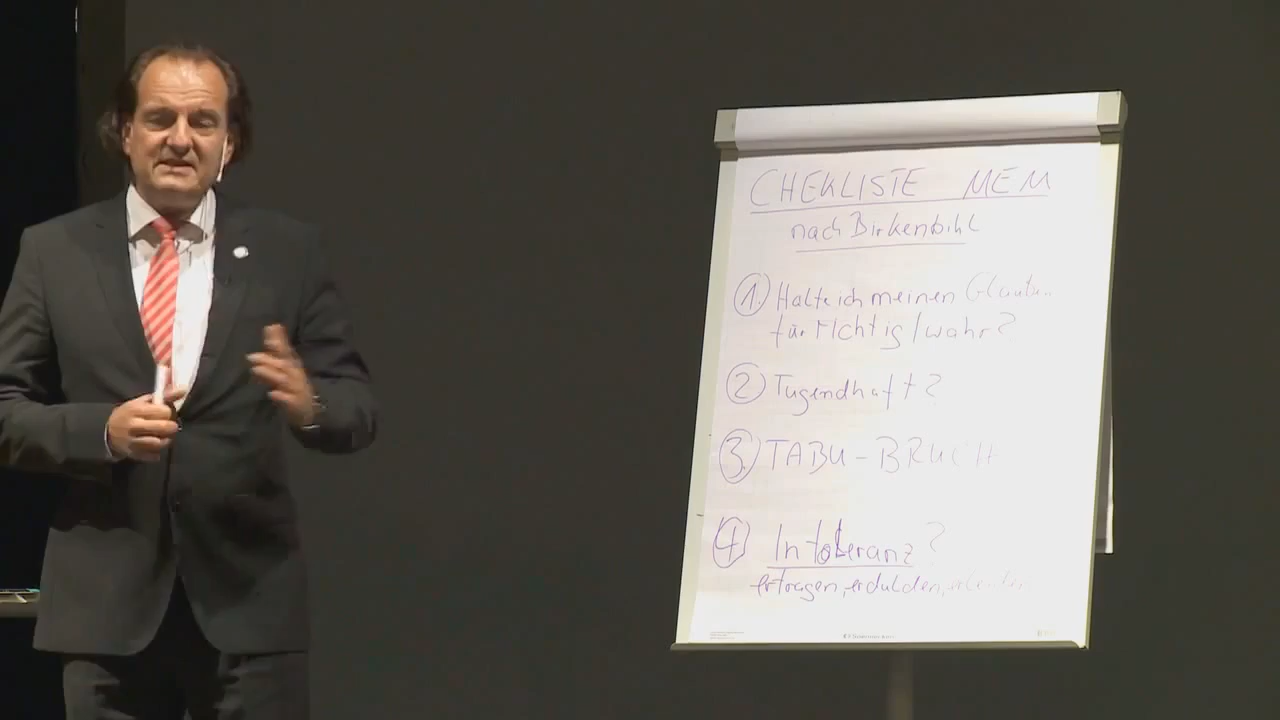 CHEKLISTE MEM
nach Birkenbihl
1. Halte ich meinen Glauben
für richtig/wahr?
2 Tugendhaft?
3. TABU-BRUCH
4 Intoleranz?
ertragen, erdulden, erleiden